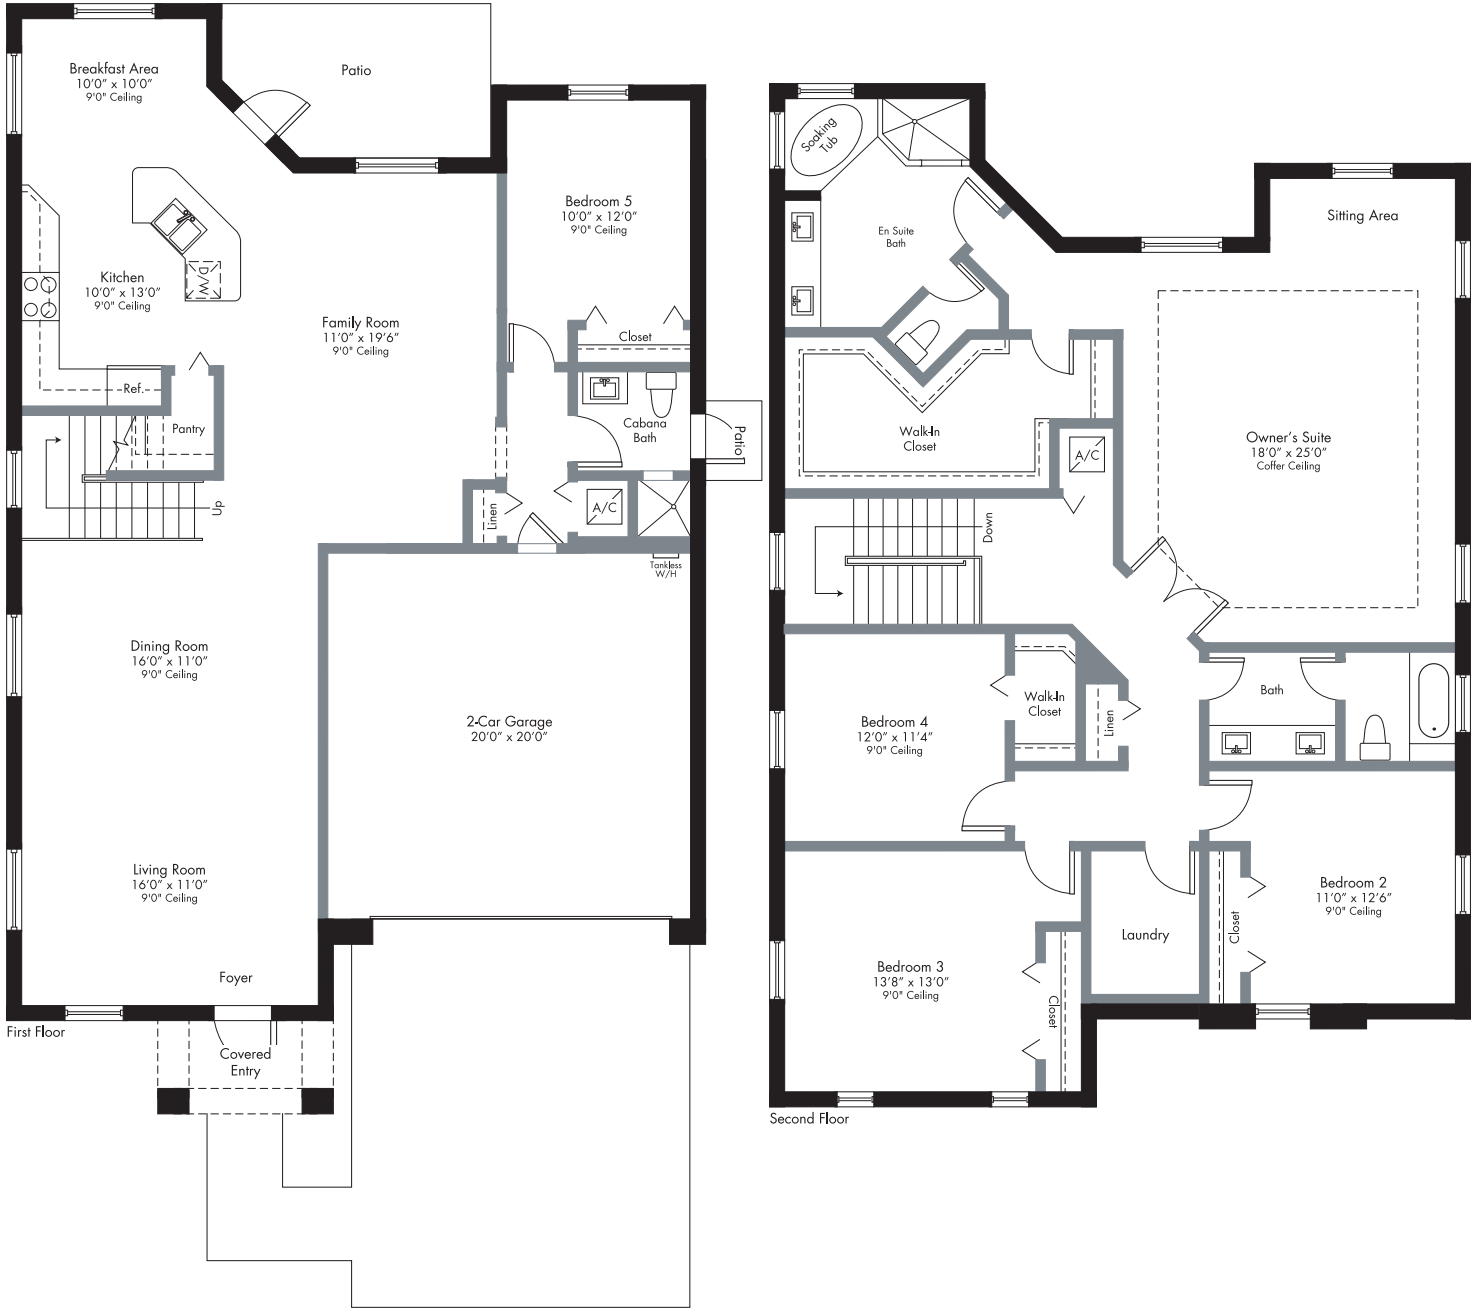 Breakfast Area
10'0" x 10'0"
9'0" Ceiling
Patio
Bedroom 5
10'0" x 12'0"
9'0" Ceiling
D/W
Kitchen
10'0" x 13'0"
9'0" Ceiling
Family Room
11'0" x 19'6"
9'0" Ceiling
Closet
Ref.
Pantry
Cabana
Bath
Patio
Up
Linen
A/C
Tankless
W/H
Dining Room
16'0" x 11'0"
9'0" Ceiling
2-Car Garage
20'0" x 20'0"
Living Room
16'0" x 11'0"
9'0" Ceiling
Foyer
First Floor
Covered
Entry
Soaking
Tub
En Suite
Bath
Sitting Area
Walk-In
Closet
A/C
Owner's Suite
18'0" x 25'0"
Coffer Ceiling
Down
Bedroom 4
12'0" x 11'4"
9'0" Ceiling
Walk-In
Closet
Linen
Bath
Bedroom 3
13'8" x 13'0"
9'0" Ceiling
Closet
Laundry
Closet
Bedroom 2
11'0" x 12'6"
9'0" Ceiling
Second Floor